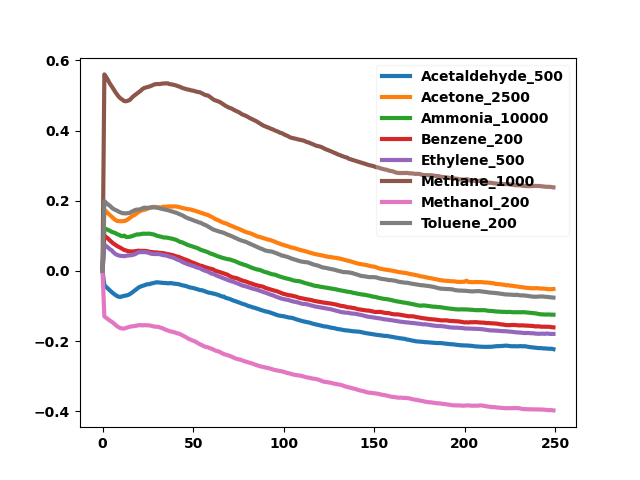 0.6
0.4
0.2
0.0
−0.2
−0.4
0 50 100 150 200 250
Acetaldehyde_500
Acetone_2500
Ammonia_10000
Benzene_200
Ethylene_500
Methane_1000
Methanol_200
Toluene_200